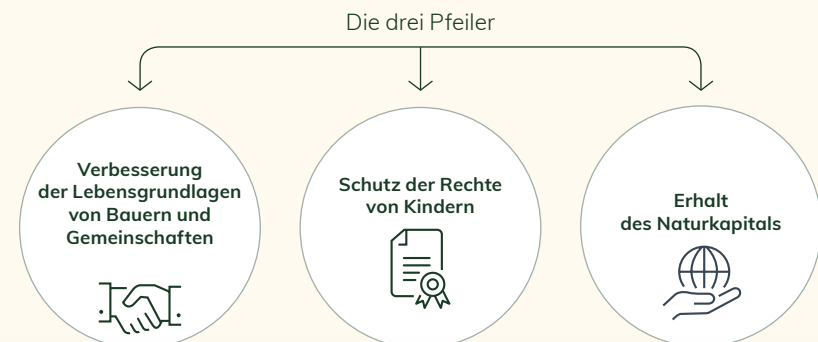 Die drei Pfeiler
Verbesserung
der Lebensgrundlagen
von Bauern und
Gemeinschaften
Schutz der Rechte
von Kindern
Erhalt
des Naturkapitals